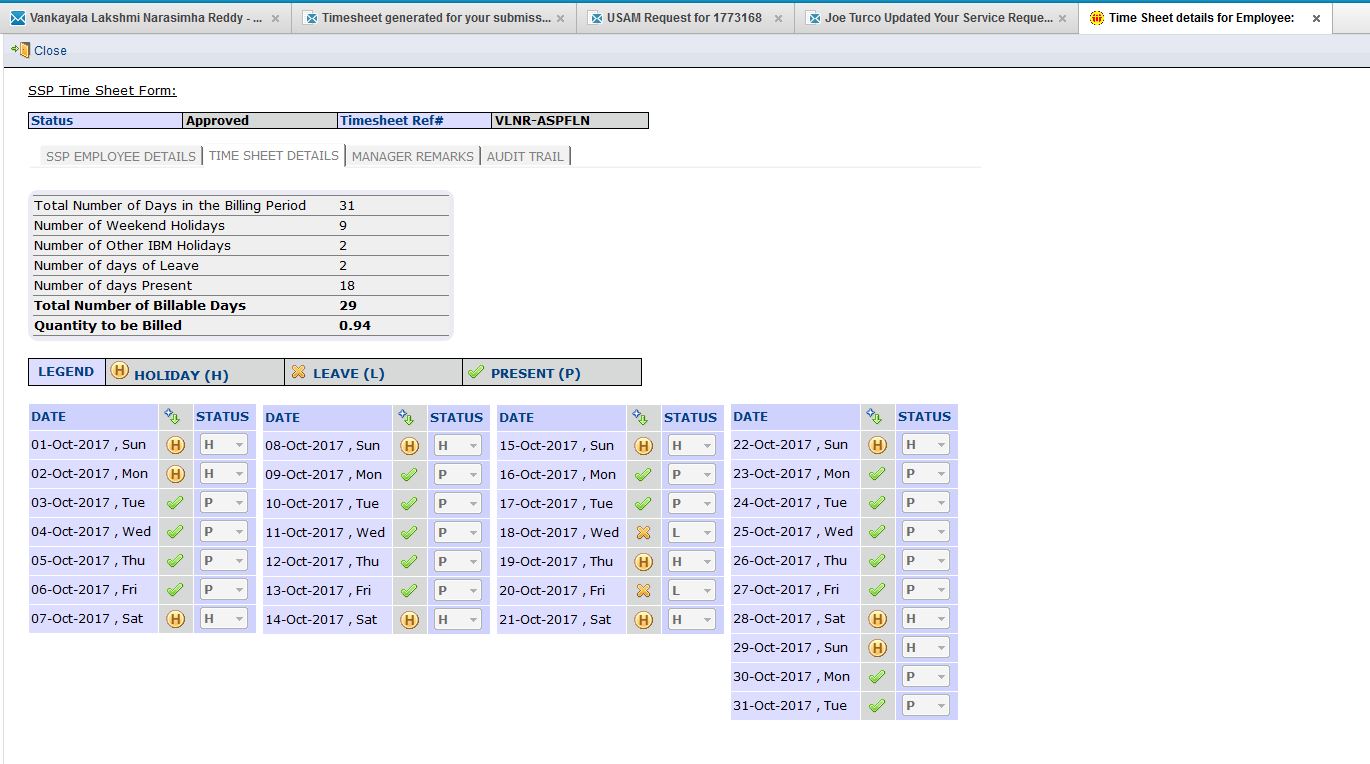 Vankayala Lakshmi Narasimha Reddy - ...
Timesheet generated for your submiss...
USAM Request for 1773168
Joe Turco Updated Your Service Reque...
Time Sheet details for Employee:
Close
SSP Time Sheet Form:
Status Approved Timesheet Ref# VLNR-ASPFLN
SSP EMPLOYEE DETAILS TIME SHEET DETAILS MANAGER REMARKS AUDIT TRAIL
Total Number of Days in the Billing Period 31
Number of Weekend Holidays 9
Number of Other IBM Holidays 2
Number of days of Leave 2
Number of days Present 18
Total Number of Billable Days 29
Quantity to be Billed 0.94
LEGEND H HOLIDAY (H) LEAVE (L) PRESENT (P)
DATE STATUS
01-Oct-2017 , Sun H H
02-Oct-2017 , Mon H H
03-Oct-2017 , Tue P
04-Oct-2017 , Wed P
05-Oct-2017 , Thu P
06-Oct-2017 , Fri P
07-Oct-2017 , Sat H H
DATE STATUS
08-Oct-2017 , Sun H H
09-Oct-2017 , Mon P
10-Oct-2017 , Tue P
11-Oct-2017 , Wed P
12-Oct-2017 , Thu P
13-Oct-2017 , Fri P
14-Oct-2017 , Sat H H
DATE STATUS
15-Oct-2017 , Sun H H
16-Oct-2017 , Mon P
17-Oct-2017 , Tue P
18-Oct-2017 , Wed L
19-Oct-2017 , Thu H H
20-Oct-2017 , Fri L
21-Oct-2017 , Sat H H
DATE STATUS
22-Oct-2017 , Sun H H
23-Oct-2017 , Mon P
24-Oct-2017 , Tue P
25-Oct-2017 , Wed P
26-Oct-2017 , Thu P
27-Oct-2017 , Fri P
28-Oct-2017 , Sat H H
29-Oct-2017 , Sun H H
30-Oct-2017 , Mon P
31-Oct-2017 , Tue P